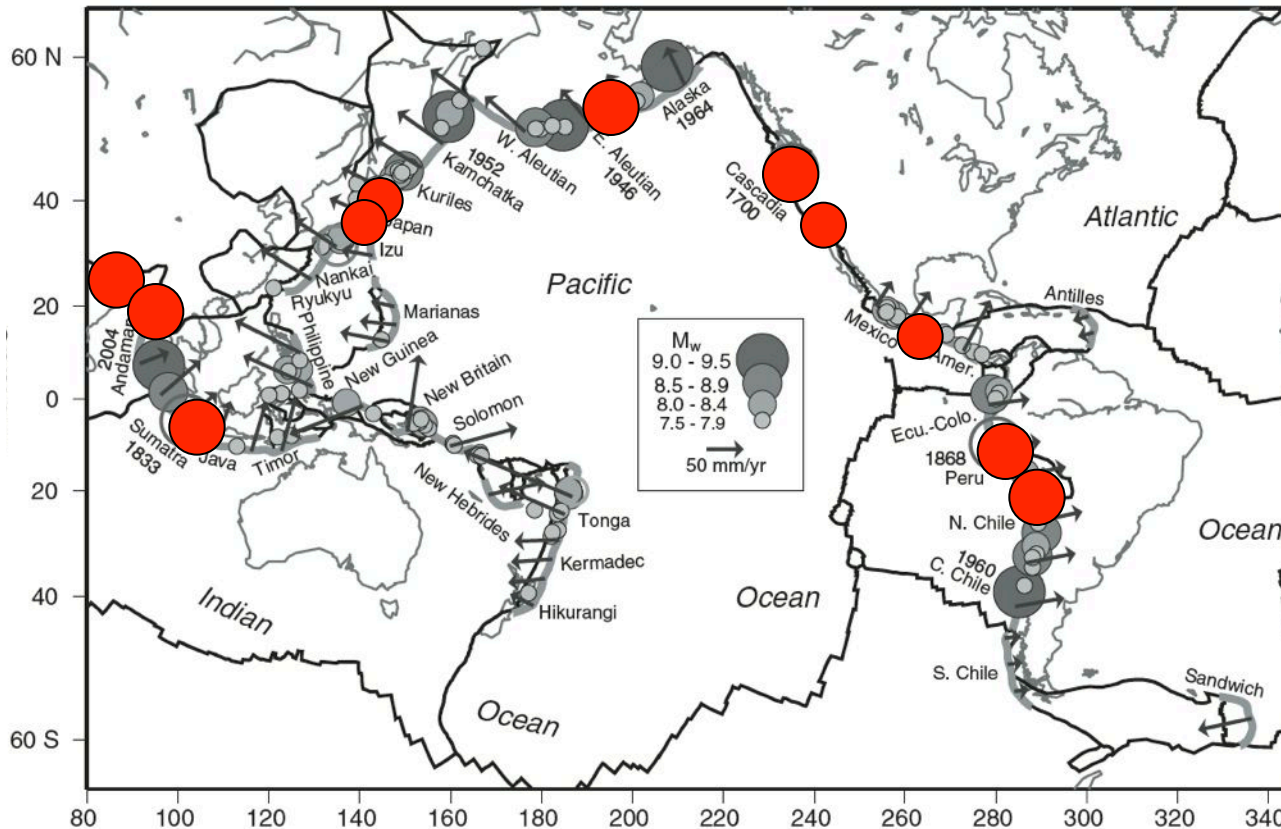 60 N
40
20
0
20
40
60 S
80
100
120
140
160
180
200
220
240
260
280
300
320
340
Alaska
1964
E. Aleutian
1946
W. Aleutian
1952
Kamchatka
Kuriles
Japan
Izu
Nankai
Ryukyu
Marianas
Philippine
New Guinea
New Britain
Solomon
2004
Andaman
Sumatra
1833
Java
Timor
New Hebrides
Tonga
Kermadec
Hikurangi
Cascadia
1700
Mexico
Amer.
Antilles
Ecu.-Colo.
1868
Peru
N. Chile
1960
C. Chile
S. Chile
Sandwich
Pacific
Ocean
Atlantic
Ocean
Indian
Ocean
Mw
9.0 - 9.5
8.5 - 8.9
8.0 - 8.4
7.5 - 7.9
50 mm/yr